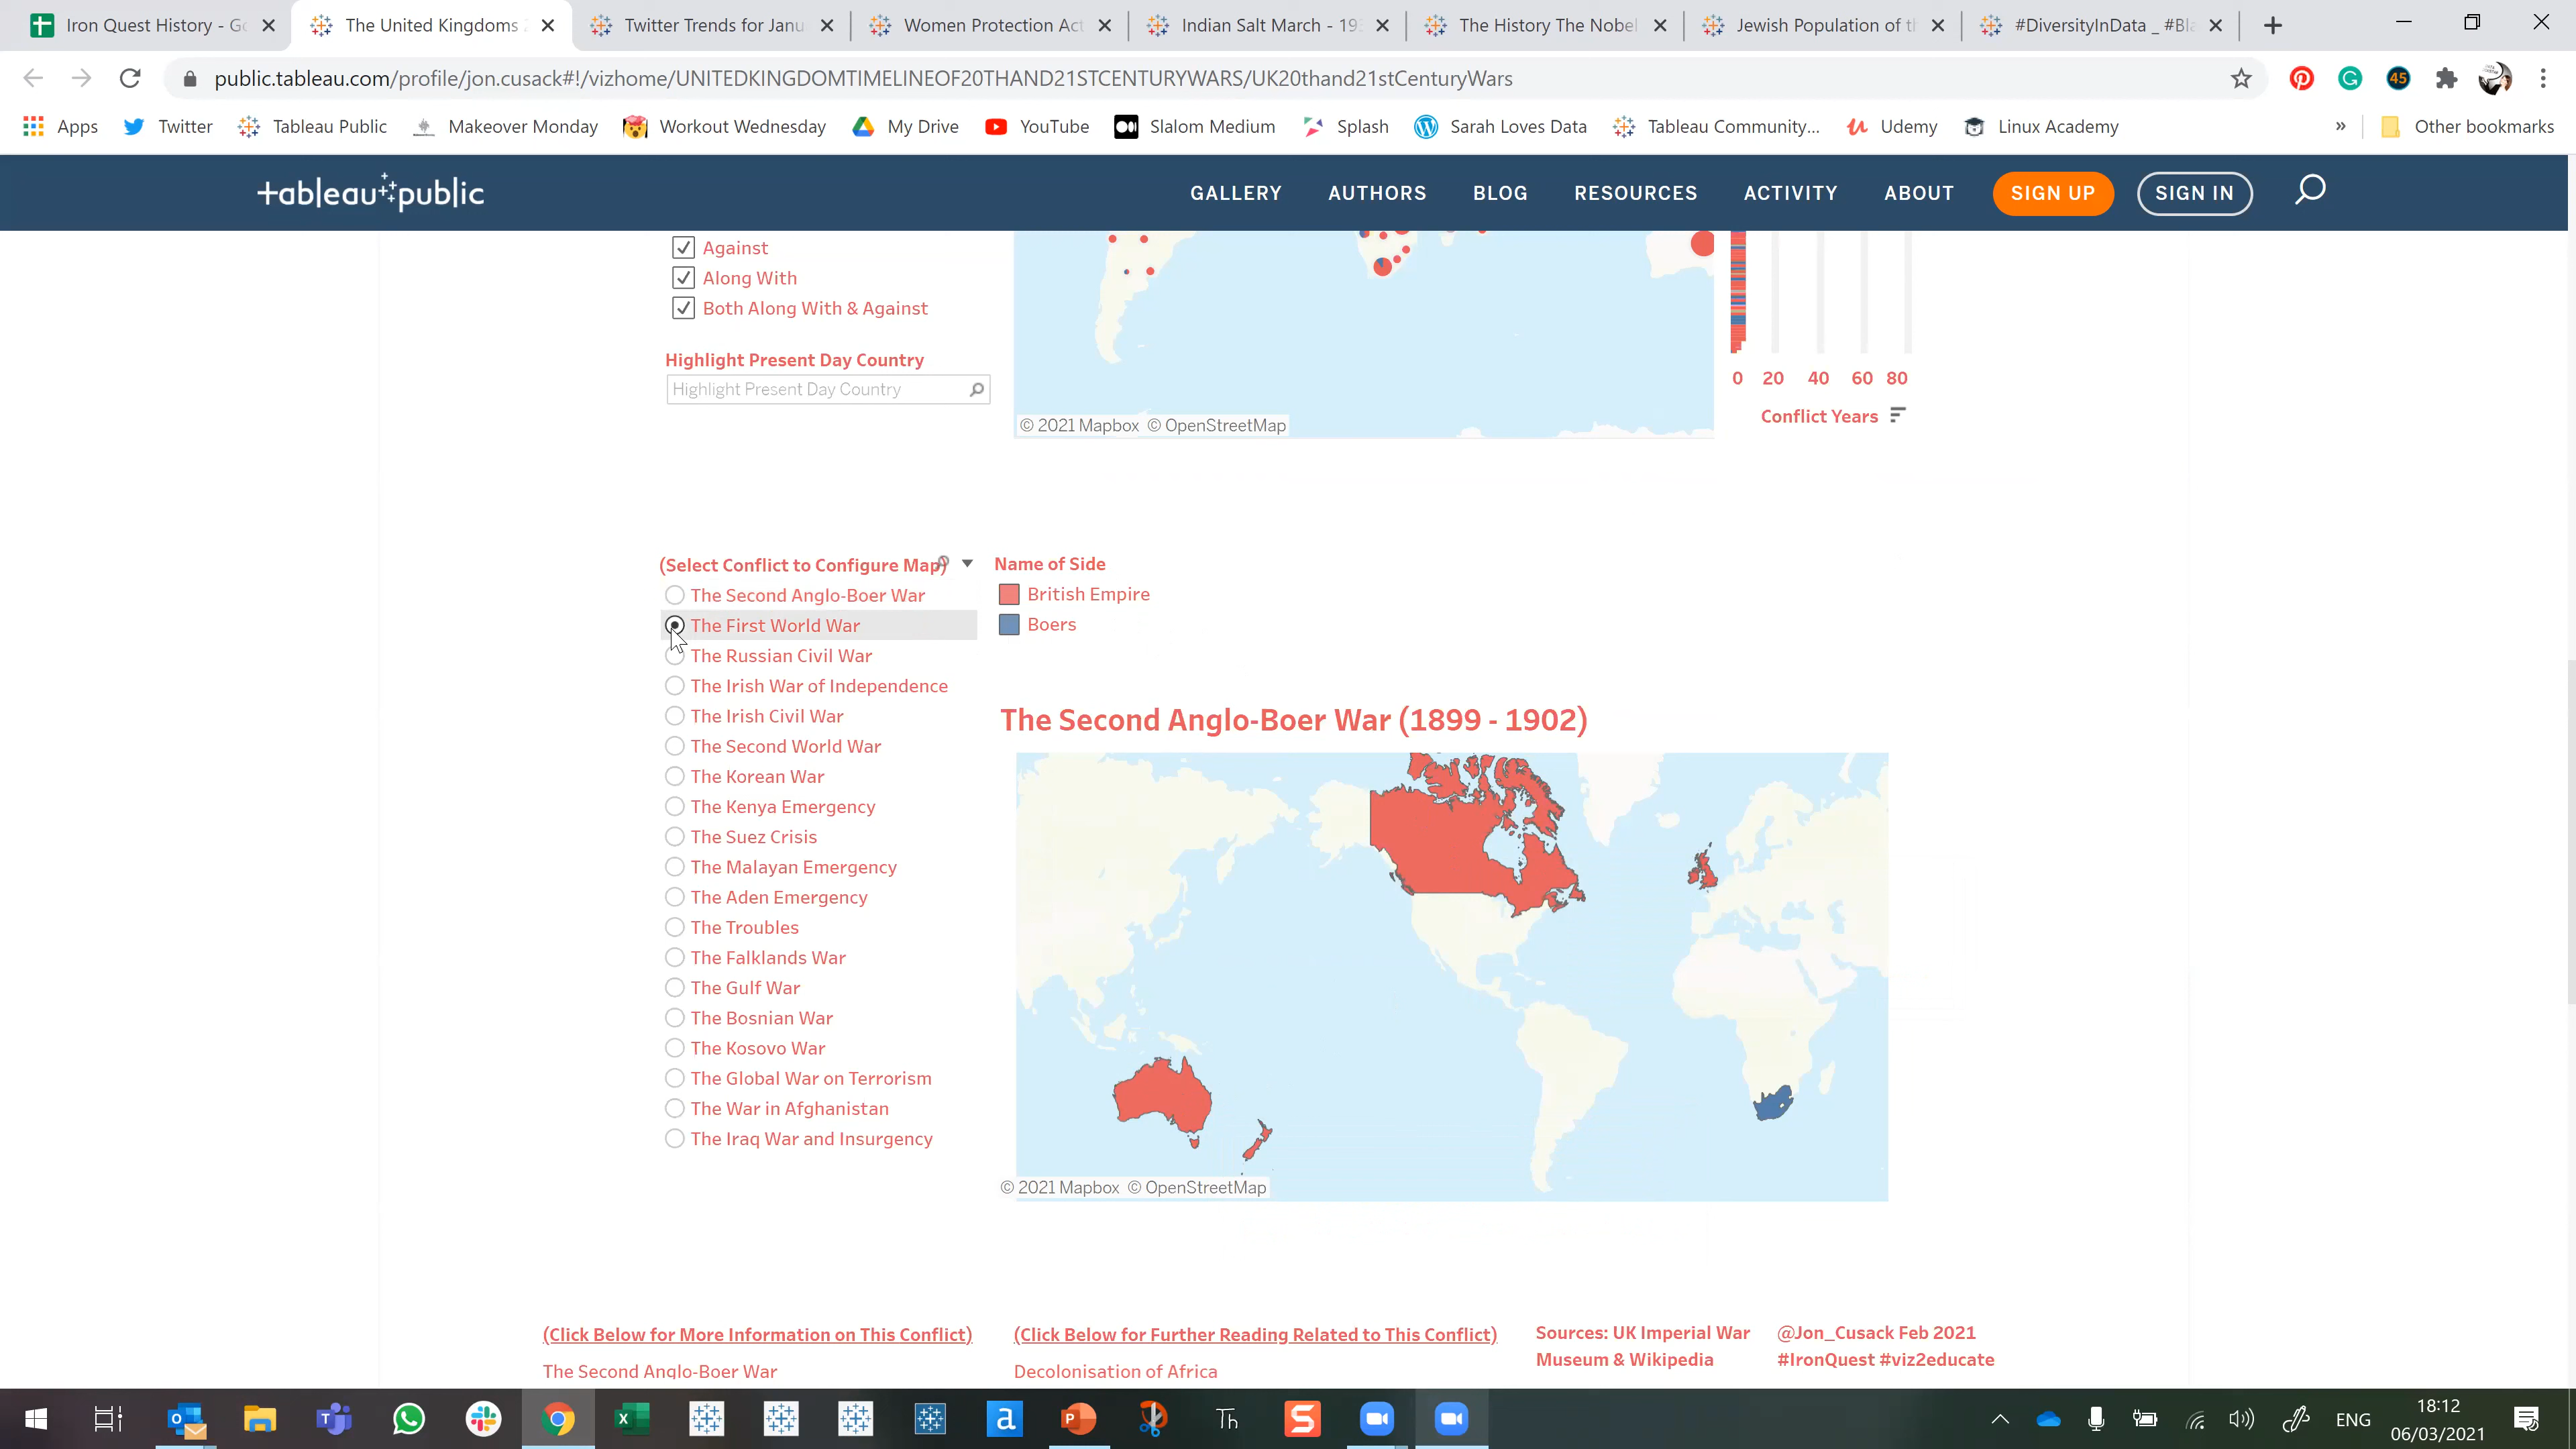 Iron Quest History - Go
The United Kingdoms 2
Twitter Trends for Janu
Women Protection Act
Indian Salt March - 193
The History The Nobel
Jewish Population of th
#DiversityInData _ #Bla
public.tableau.com/profile/jon.cusack#!/vizhome/UNITEDKINGDOMTIMELINEOF20THAND21STCENTURYWARS/UK20thand21stCenturyWars
45
Apps
Twitter
Tableau Public
Makeover Monday
Workout Wednesday
My Drive
YouTube
Slalom Medium
Splash
Sarah Loves Data
Tableau Community...
Udemy
Linux Academy
»
Other bookmarks
tableau public
GALLERY
AUTHORS
BLOG
RESOURCES
ACTIVITY
ABOUT
SIGN UP
SIGN IN
Against
Along With
Both Along With & Against
Highlight Present Day Country
Highlight Present Day Country
© 2021 Mapbox © OpenStreetMap
0 20 40 60 80
Conflict Years
(Select Conflict to Configure Map)
The Second Anglo-Boer War
The First World War
The Russian Civil War
The Irish War of Independence
The Irish Civil War
The Second World War
The Korean War
The Kenya Emergency
The Suez Crisis
The Malayan Emergency
The Aden Emergency
The Troubles
The Falklands War
The Gulf War
The Bosnian War
The Kosovo War
The Global War on Terrorism
The War in Afghanistan
The Iraq War and Insurgency
Name of Side
British Empire
Boers
The Second Anglo-Boer War (1899 - 1902)
© 2021 Mapbox © OpenStreetMap
(Click Below for More Information on This Conflict)
The Second Anglo-Boer War
(Click Below for Further Reading Related to This Conflict)
Decolonisation of Africa
Sources: UK Imperial War
Museum & Wikipedia
@Jon_Cusack Feb 2021
#IronQuest #viz2educate
Th
ENG
18:12
06/03/2021